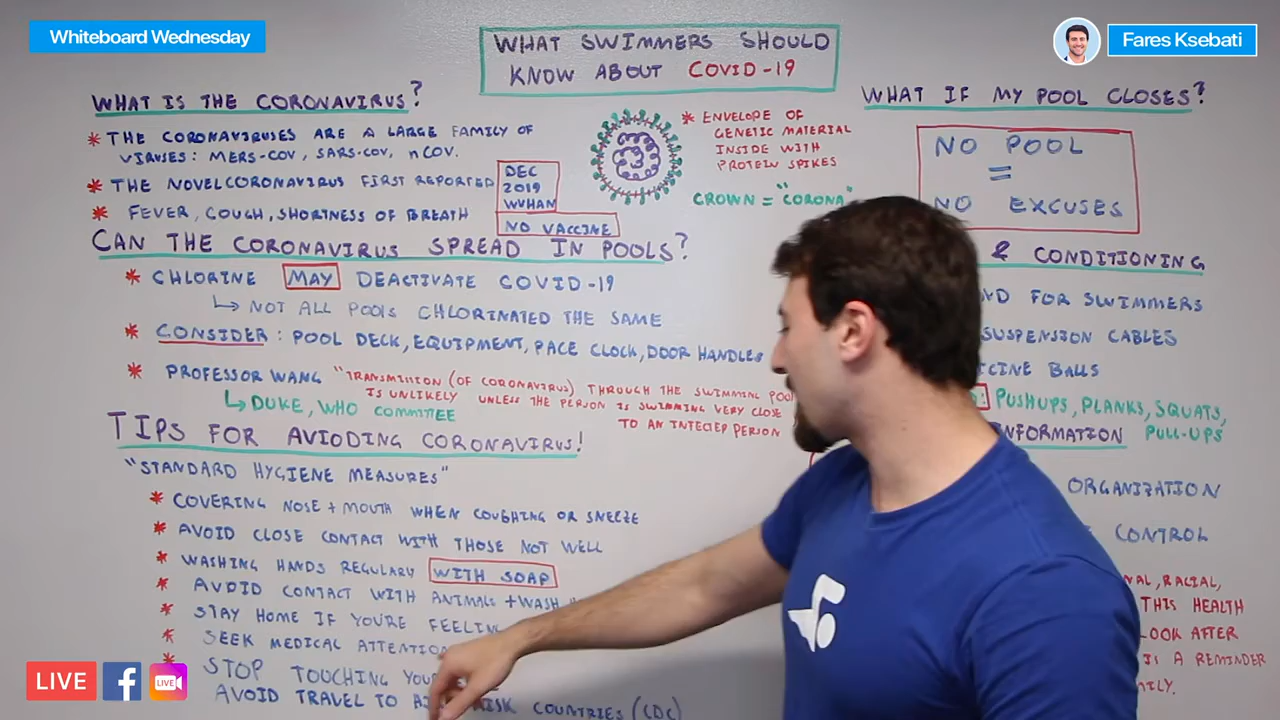 Whiteboard Wednesday
WHAT SWIMMERS SHOULD
KNOW ABOUT COVID-19
Fares Ksebati
WHAT IS THE CORONAVIRUS?
* THE CORONAVIRUSES ARE A LARGE FAMILY OF
VIRUSES: MERS-COV, SARS-COV, nCOV.
* THE NOVEL CORONAVIRUS FIRST REPORTED
DEC
2019
WUHAN
* FEVER, COUGH, SHORTNESS OF BREATH
NO VACCINE
* ENVELOPE OF
GENETIC MATERIAL
INSIDE WITH
PROTEIN SPIKES
CROWN = "CORONA"
CAN THE CORONAVIRUS SPREAD IN POOLS?
* CHLORINE MAY DEACTIVATE COVID-19
NOT ALL POOLS CHLORINATED THE SAME
* CONSIDER: POOL DECK, EQUIPMENT, PACE CLOCK, DOOR HANDLES
* PROFESSOR WANG "TRANSMISSION (OF CORONAVIRUS) THROUGH THE SWIMMING POOL
IS UNLIKELY UNLESS THE PERSON IS SWIMMING VERY CLOSE
TO AN INFECTED PERSON
DUKE, WHO COMMITTEE
TIPS FOR AVIODING CORONAVIRUS!
"STANDARD HYGIENE MEASURES"
* COVERING NOSE + MOUTH WHEN COUGHING OR SNEEZE
* AVOID CLOSE CONTACT WITH THOSE NOT WELL
* WASHING HANDS REGULARY WITH SOAP
* AVOID CONTACT WITH ANIMALS + WASH
* STAY HOME IF YOU'RE
* SEEK MEDICAL
* STOP TOUCHING
AVOID TRAVEL TO COUNTRIES (CDC)
WHAT IF MY POOL CLOSES?
NO POOL
=
NO EXCUSES
& CONDITIONING
FOR SWIMMERS
SUSPENSION CABLES
BALLS
PUSHUPS, PLANKS, SQUATS,
PULL-UPS
INFORMATION
ORGANIZATION
CONTROL
RACIAL,
THIS HEALTH
AFTER
IS A REMINDER
LIVE
LIVE